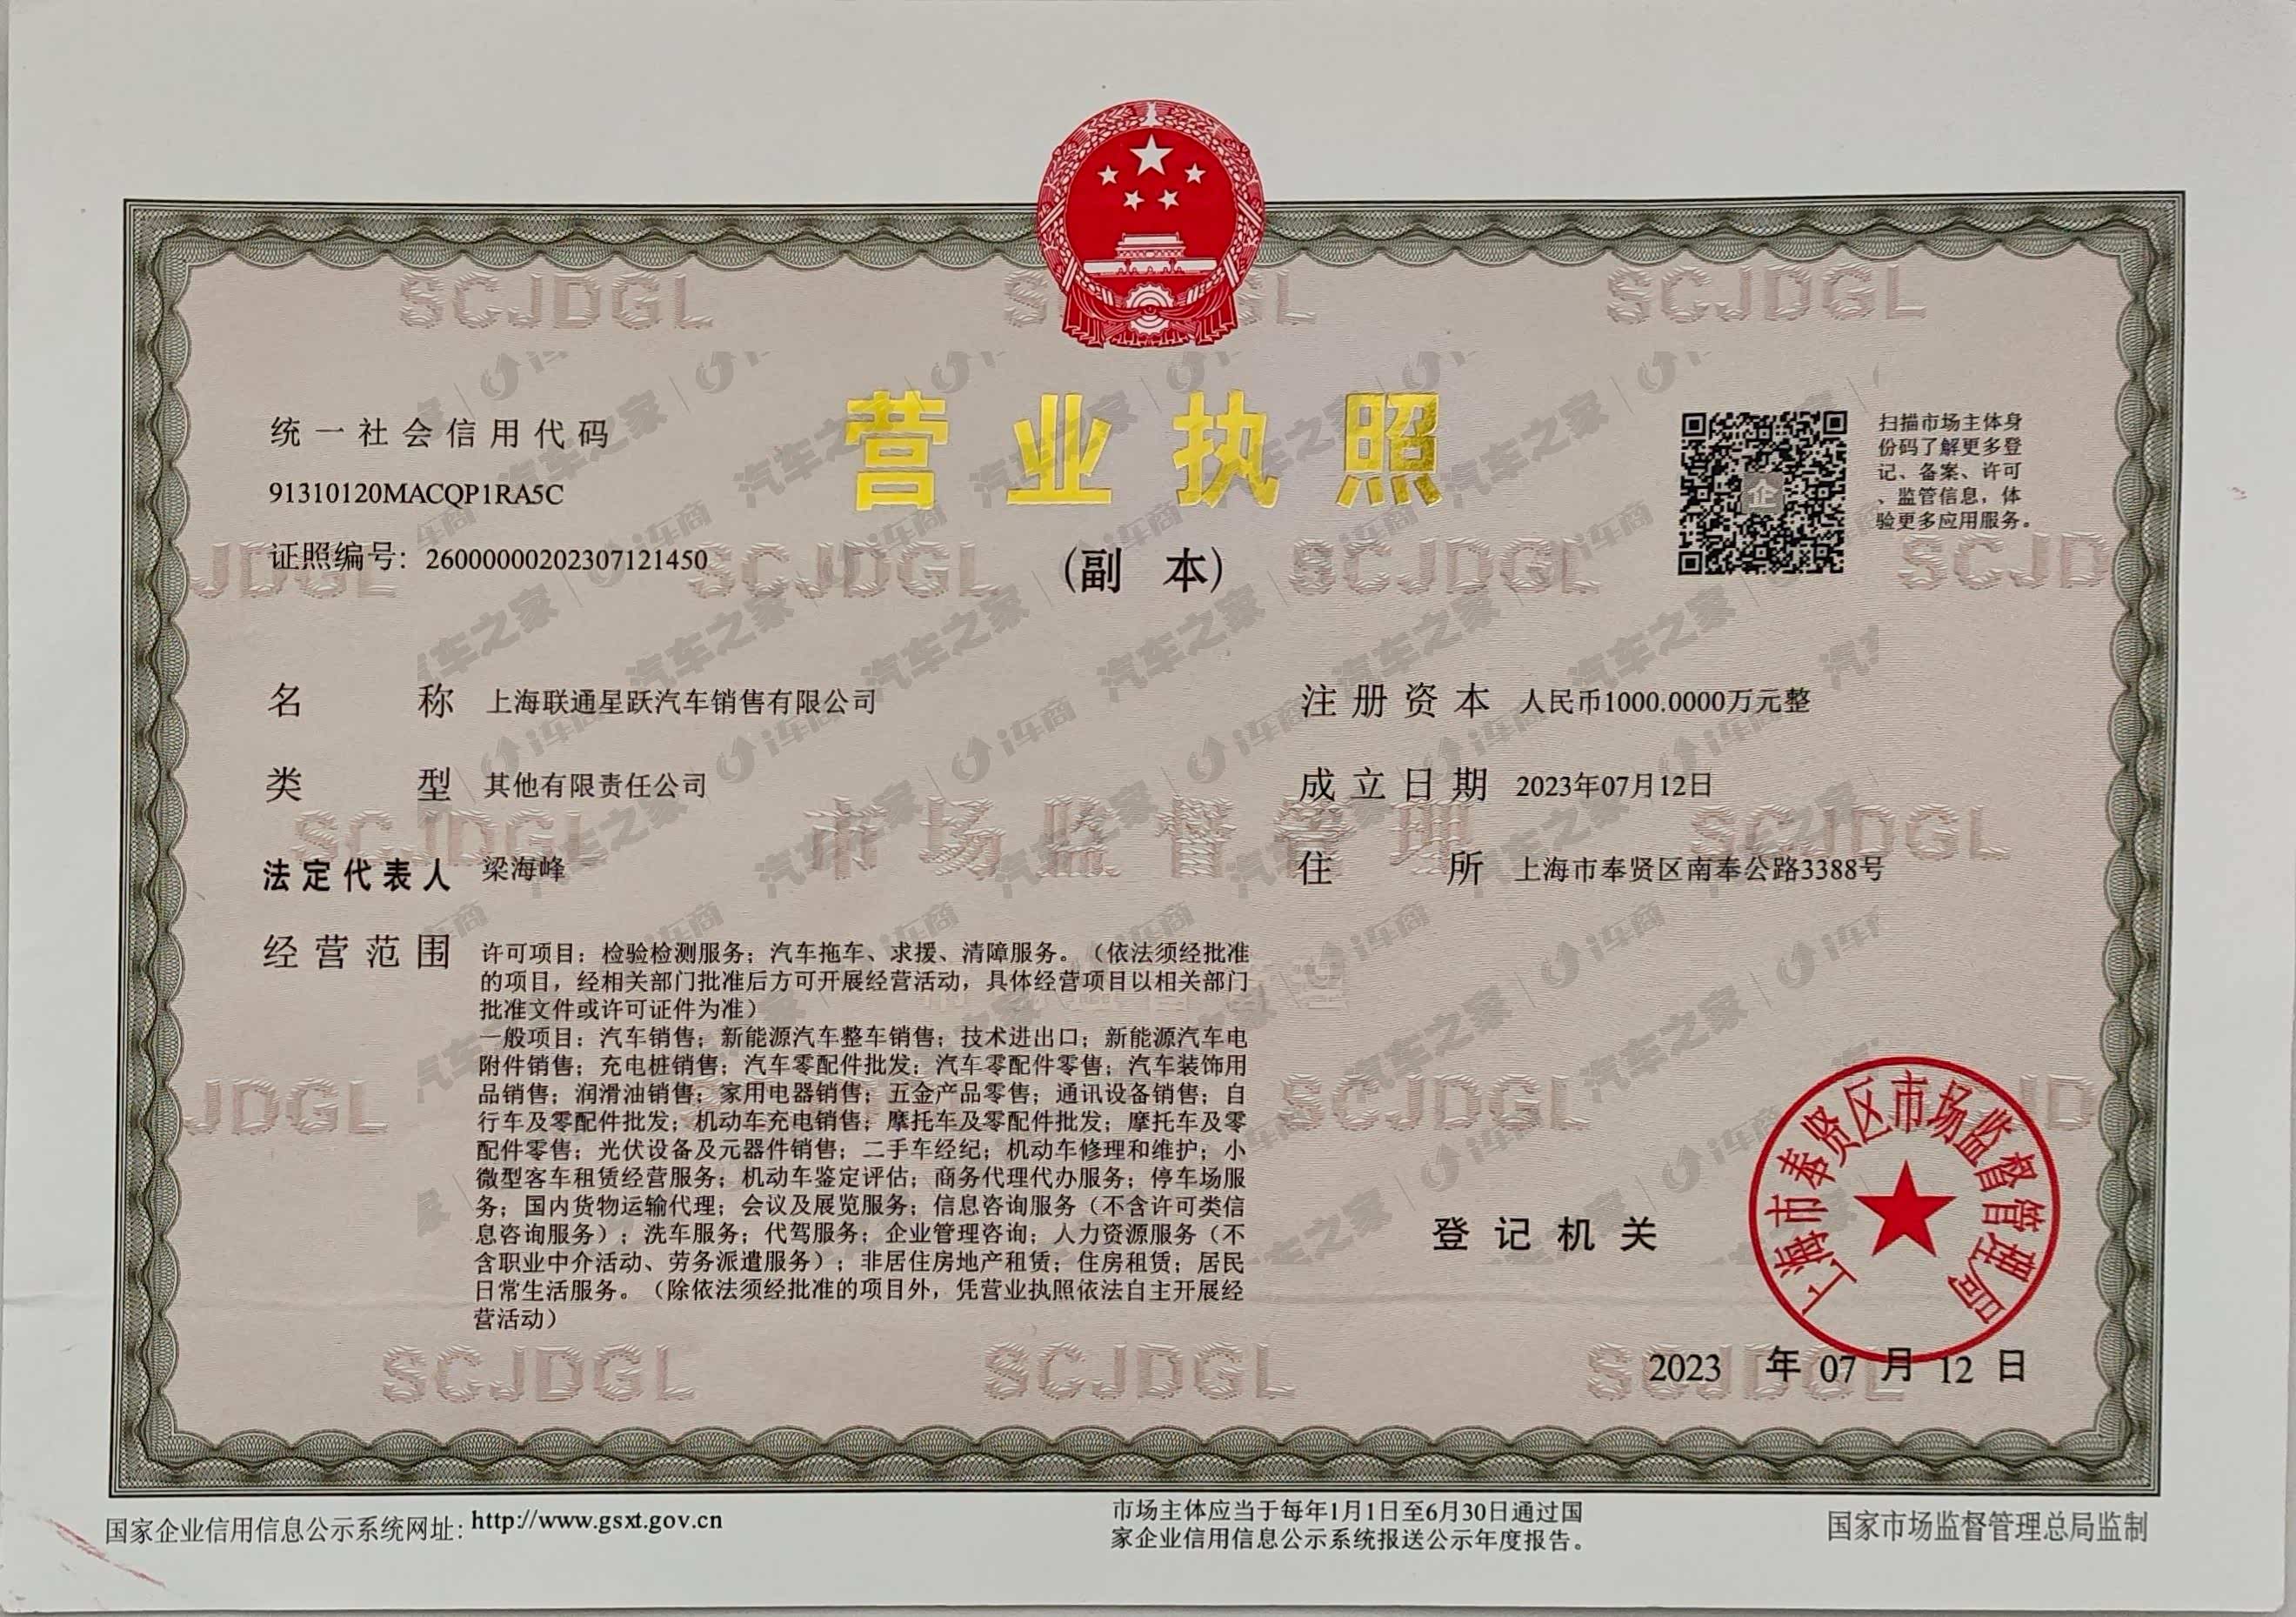 营业执照
(副 本)
统一社会信用代码
91310120MACQP1RA5C
证照编号：26000000202307121450
扫描市场主体身
份码了解更多登
记、备案、许可
、监管信息，体
验更多应用服务。
名 称 上海联通星跃汽车销售有限公司
类 型 其他有限责任公司
法定代表人 梁海峰
经营范围 许可项目：检验检测服务；汽车拖车、求援、清障服务。（依法须经批准
的项目，经相关部门批准后方可开展经营活动，具体经营项目以相关部门
批准文件或许可证件为准）
一般项目：汽车销售；新能源汽车整车销售；技术进出口；新能源汽车电
附件销售；充电桩销售；汽车零配件批发；汽车零配件零售；汽车装饰用
品销售；润滑油销售；家用电器销售；五金产品零售；通讯设备销售；自
行车及零配件批发；机动车充电销售；摩托车及零配件批发；摩托车及零
配件零售；光伏设备及元器件销售；二手车经纪；机动车修理和维护；小
微型客车租赁经营服务；机动车鉴定评估；商务代理代办服务；停车场服
务；国内货物运输代理；会议及展览服务；信息咨询服务（不含许可类信
息咨询服务）；洗车服务；代驾服务；企业管理咨询；人力资源服务（不
含职业中介活动、劳务派遣服务）；非居住房地产租赁；住房租赁；居民
日常生活服务。（除依法须经批准的项目外，凭营业执照依法自主开展经
营活动）
注册资本 人民币1000.0000万元整
成立日期 2023年07月12日
住 所 上海市奉贤区南奉公路3388号
登记机关
上海市奉贤区市场监督管理局
2023 年 07 月 12 日
国家企业信用信息公示系统网址：http://www.gsxt.gov.cn
市场主体应当于每年1月1日至6月30日通过国
家企业信用信息公示系统报送公示年度报告。
国家市场监督管理总局监制
SCJDGL
市场监督管理
汽车之家
i车商